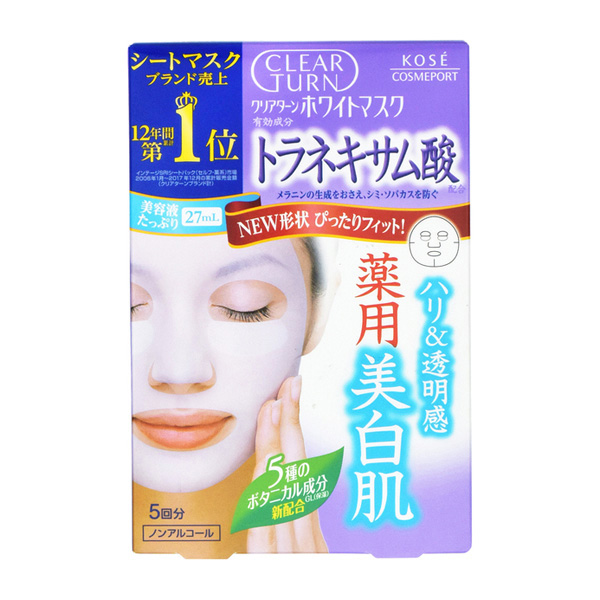 シートマスク
ブランド売上
12年間
累計
第1位
インテージSRIシートパック(セルフ・薬系)市場
2006年1月~2017年12月の累計販売金額
(クリアターンブランド計)
美容液
たっぷり
27mL
CLEAR
TURN
KOSÉ
COSMEPORT
クリアターンホワイトマスク
有効成分
トラネキサム酸
配合
メラニンの生成をおさえ、シミ・ソバカスを防ぐ
NEW形状 ぴったりフィット!
ハリ&透明感
薬用美白肌
5種の
ボタニカル成分
GL(保湿)
新配合
5回分
ノンアルコール